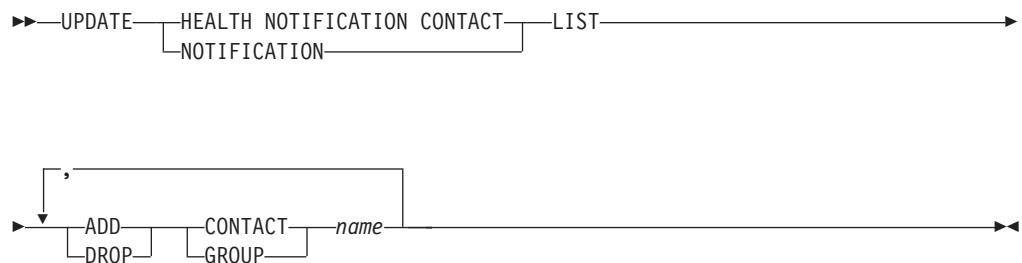 UPDATE HEALTH NOTIFICATION CONTACT LIST
NOTIFICATION
,
ADD CONTACT name
DROP GROUP